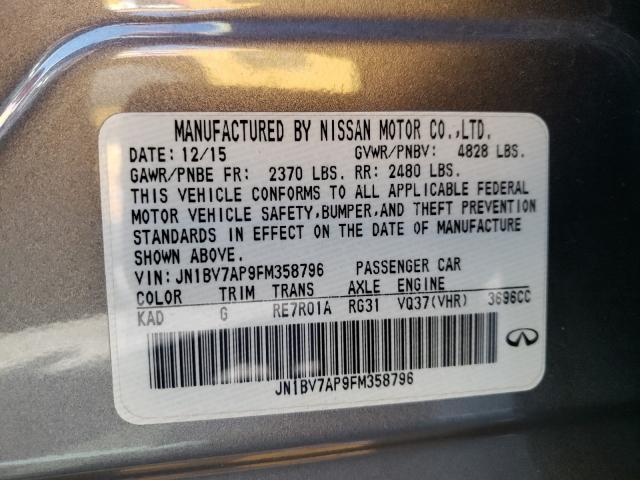 MANUFACTURED BY NISSAN MOTOR CO.,LTD.
DATE: 12/15 GVWR/PNBV: 4828 LBS.
GAWR/PNBE FR: 2370 LBS. RR: 2480 LBS.
THIS VEHICLE CONFORMS TO ALL APPLICABLE FEDERAL
MOTOR VEHICLE SAFETY,BUMPER,AND THEFT PREVENTION
STANDARDS IN EFFECT ON THE DATE OF MANUFACTURE
SHOWN ABOVE.
VIN: JN1BV7AP9FM358796 PASSENGER CAR
COLOR TRIM TRANS AXLE ENGINE
KAD G RE7R01A RG31 VQ37(VHR) 3696CC
JN1BV7AP9FM358796